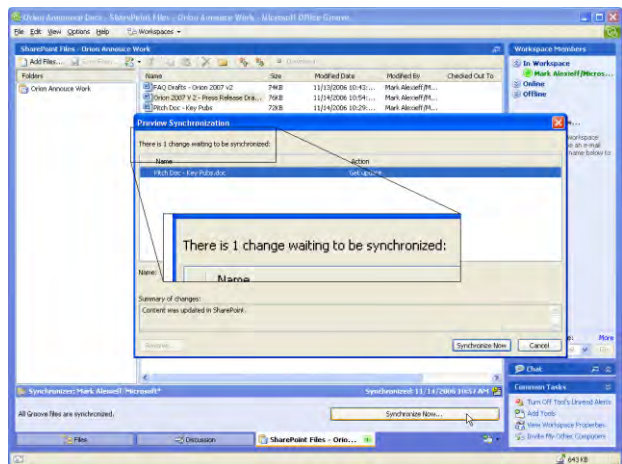 Orion Announce Docs - SharePoint Files - Orion Announce Work - Microsoft Office Groove
File Edit View Options Help Workspaces
SharePoint Files - Orion Annouce Work
Workspace Members
Add Files...
Folders
Name Size Modified Date Modified By Checked Out To
In Workspace
Mark Alexieff/Micros...
Online
Offline
Orion Annouce Work
FAQ Drafts - Orion 2007 v2 74KB 11/13/2006 10:43:... Mark Alexieff/M...
Orion 2007 V 2 - Press Release Dra... 76KB 11/14/2006 10:54:... Mark Alexieff/M...
Pitch Doc - Key Pubs 72KB 11/14/2006 10:29:... Mark Alexieff/M...
Preview Synchronization
There is 1 change waiting to be synchronized:
Name Action
Pitch Doc - Key Pubs.doc Get update
There is 1 change waiting to be synchronized:
Name
Name:
Summary of changes:
Content was updated in SharePoint.
Resolve...
Synchronize Now
Cancel
More
Chat
Synchronizer: Mark Alexieff/Microsoft*
Synchronized: 11/14/2006 10:57 AM
Common Tasks
All Groove files are synchronized.
Synchronize Now...
Turn Off Tool's Unread Alerts
Add Tools
View Workspace Properties
Invite My Other Computers
Files
Discussion
SharePoint Files - Orio...
643 KB